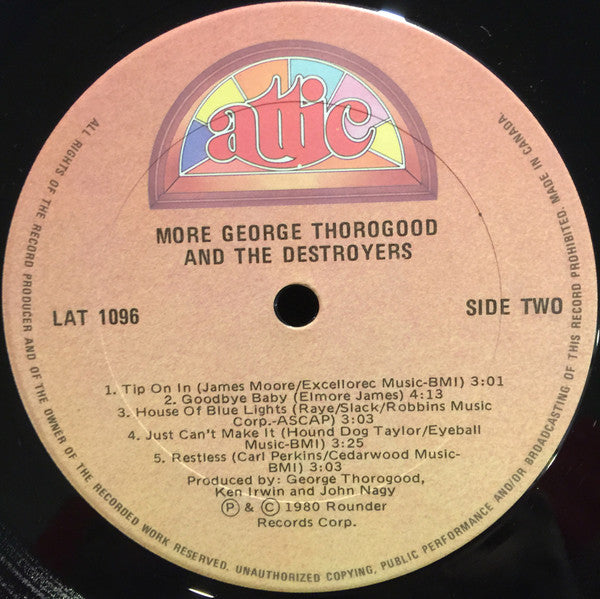 attic
MORE GEORGE THOROGOOD
AND THE DESTROYERS
LAT 1096
SIDE TWO
1. Tip On In (James Moore/Excellorec Music-BMI) 3:01
2. Goodbye Baby (Elmore James) 4:13
3. House Of Blue Lights (Raye/Slack/Robbins Music
Corp.-ASCAP) 3:03
4. Just Can't Make It (Hound Dog Taylor/Eyeball
Music-BMI) 3:25
5. Restless (Carl Perkins/Cedarwood Music-
BMI) 3:03
Produced by: George Thorogood,
Ken Irwin and John Nagy
Ⓟ & © 1980 Rounder
Records Corp.
ALL RIGHTS OF THE RECORD PRODUCER AND OF THE OWNER OF THE RECORDED WORK RESERVED. UNAUTHORIZED COPYING, PUBLIC PERFORMANCE AND/OR BROADCASTING OF THIS RECORD PROHIBITED. MADE IN CANADA.